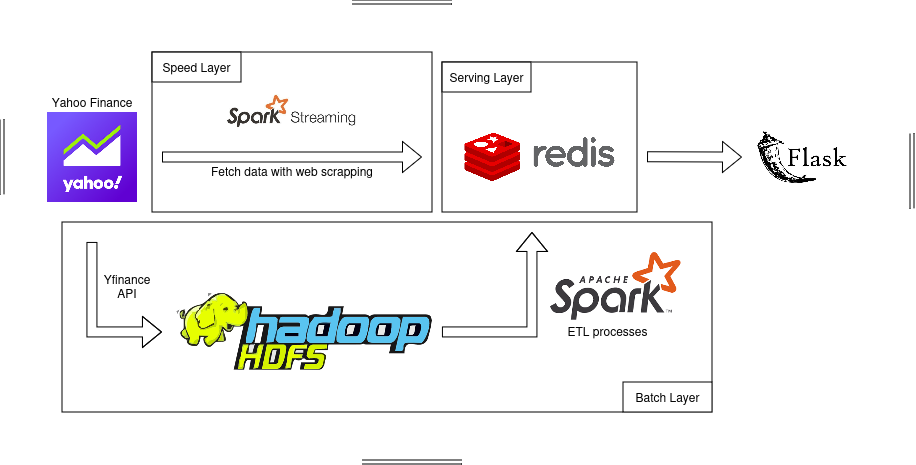 Speed Layer
Spark Streaming
Serving Layer
Yahoo Finance
yahoo!
Fetch data with web scrapping
redis
Flask
Yfinance
API
hadoop
HDFS
APACHE
Spark™
ETL processes
Batch Layer